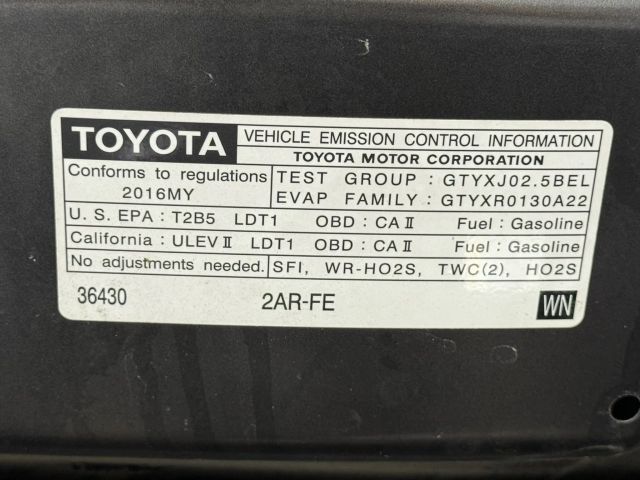 TOYOTA VEHICLE EMISSION CONTROL INFORMATION
TOYOTA MOTOR CORPORATION
Conforms to regulations TEST GROUP : GTYXJ02.5BEL
2016MY EVAP FAMILY : GTYXR0130A22
U. S. EPA : T2B5 LDT1 OBD : CA II Fuel : Gasoline
California : ULEV II LDT1 OBD : CA II Fuel : Gasoline
No adjustments needed. SFI, WR-HO2S, TWC(2), HO2S
36430 2AR-FE WN